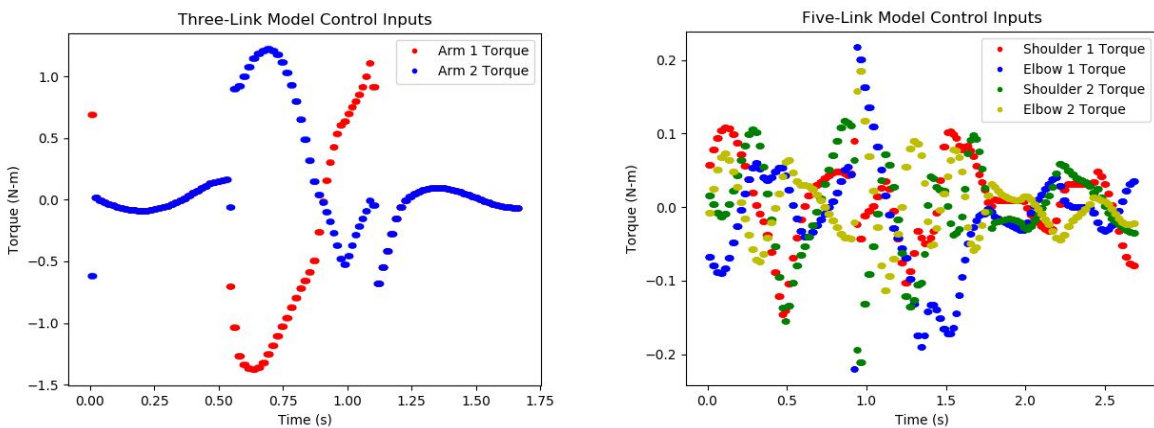 Three-Link Model Control Inputs
Arm 1 Torque
Arm 2 Torque
Torque (N-m)
1.0
0.5
0.0
−0.5
−1.0
−1.5
0.00 0.25 0.50 0.75 1.00 1.25 1.50 1.75
Time (s)
Five-Link Model Control Inputs
Shoulder 1 Torque
Elbow 1 Torque
Shoulder 2 Torque
Elbow 2 Torque
Torque (N-m)
0.2
0.1
0.0
−0.1
−0.2
0.0 0.5 1.0 1.5 2.0 2.5
Time (s)